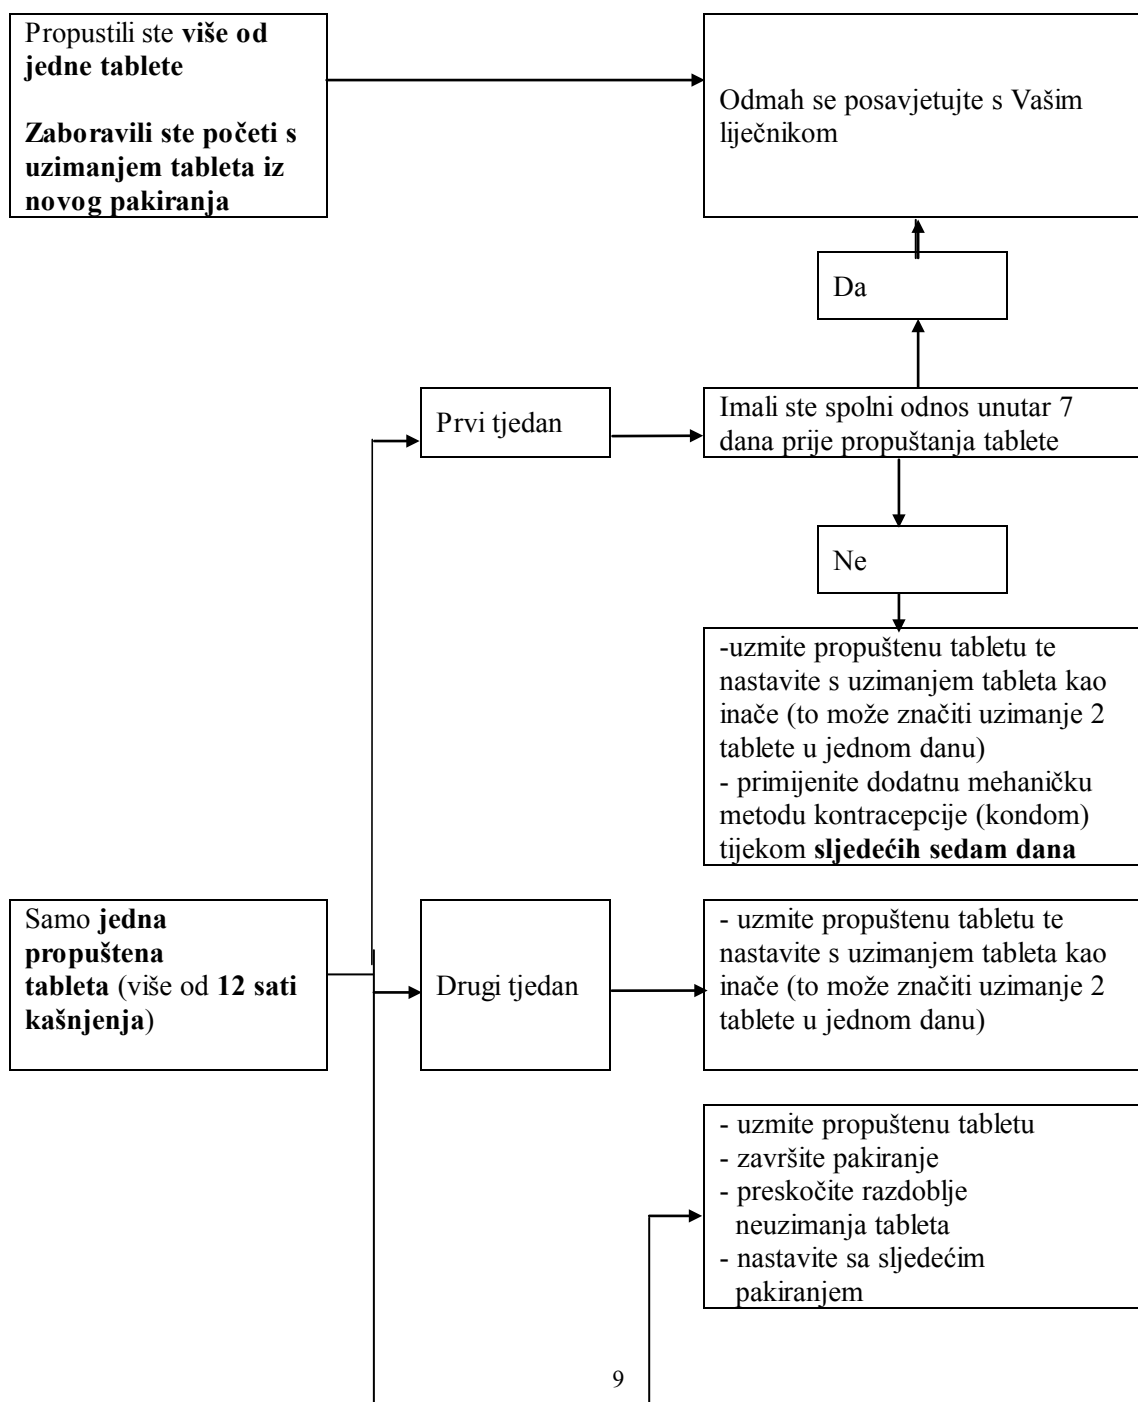 Propustili ste više od
jedne tablete
Zaboravili ste početi s
uzimanjem tableta iz
novog pakiranja
Odmah se posavjetujte s Vašim
liječnikom
Da
Prvi tjedan
Imali ste spolni odnos unutar 7
dana prije propuštanja tablete
Ne
-uzmite propuštenu tabletu te
nastavite s uzimanjem tableta kao
inače (to može značiti uzimanje 2
tablete u jednom danu)
- primijenite dodatnu mehaničku
metodu kontracepcije (kondom)
tijekom sljedećih sedam dana
Samo jedna
propuštena
tableta (više od 12 sati
kašnjenja)
Drugi tjedan
- uzmite propuštenu tabletu te
nastavite s uzimanjem tableta kao
inače (to može značiti uzimanje 2
tablete u jednom danu)
- uzmite propuštenu tabletu
- završite pakiranje
- preskočite razdoblje
neuzimanja tableta
- nastavite sa sljedećim
pakiranjem
9